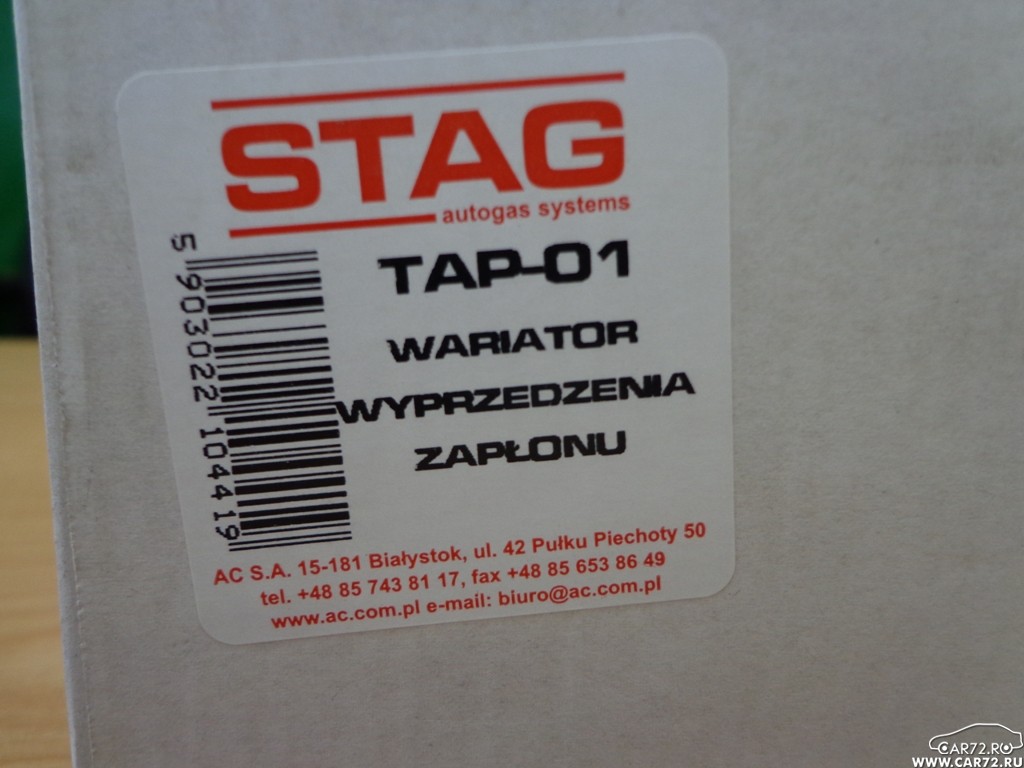 STAG
autogas systems
TAP-01
WARIATOR
WYPRZEDZENIA
ZAPŁONU
5 903022 104419
AC S.A. 15-181 Białystok, ul. 42 Pułku Piechoty 50
tel. +48 85 743 81 17, fax +48 85 653 86 49
www.ac.com.pl e-mail: biuro@ac.com.pl
CAR72.RU
WWW.CAR72.RU